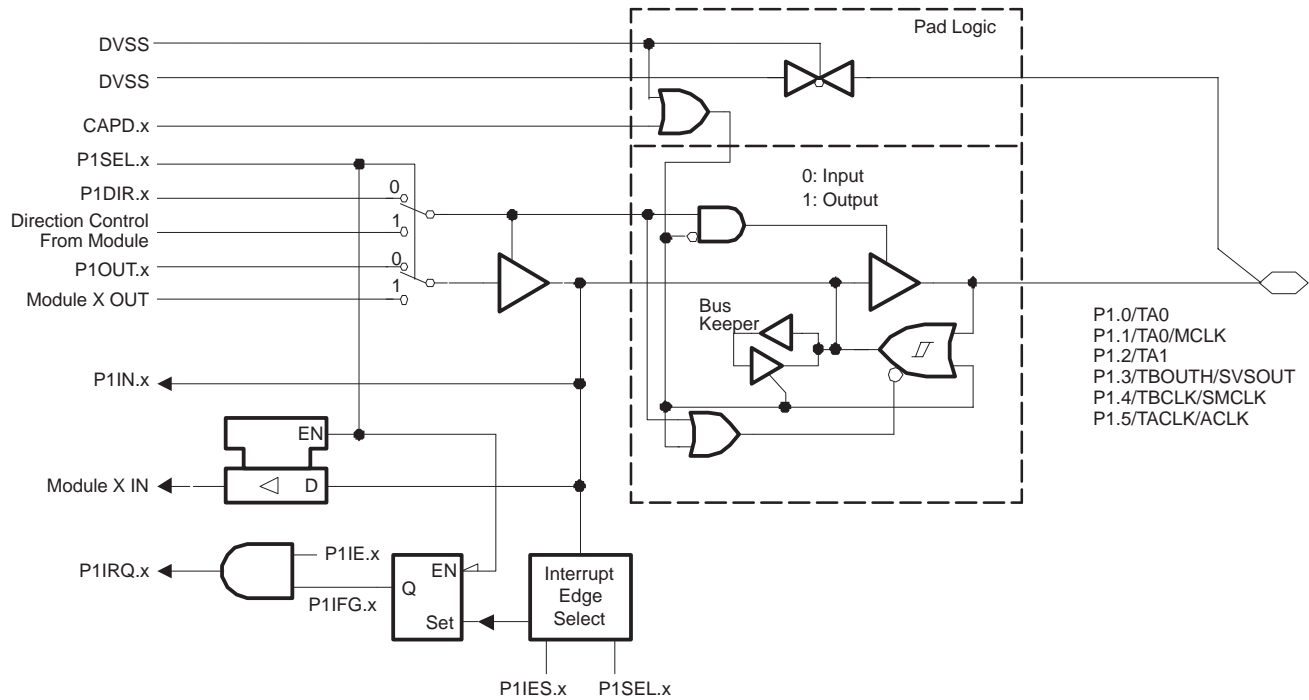 Pad Logic
DVSS
DVSS
CAPD.x
P1SEL.x
P1DIR.x
0
Direction Control
From Module
1
P1OUT.x
0
Module X OUT
1
0: Input
1: Output
Bus
Keeper
P1.0/TA0
P1.1/TA0/MCLK
P1.2/TA1
P1.3/TBOUTH/SVSOUT
P1.4/TBCLK/SMCLK
P1.5/TACLK/ACLK
P1IN.x
EN
Module X IN
D
P1IRQ.x
P1IE.x
P1IFG.x
EN
Q
Set
Interrupt
Edge
Select
P1IES.x
P1SEL.x